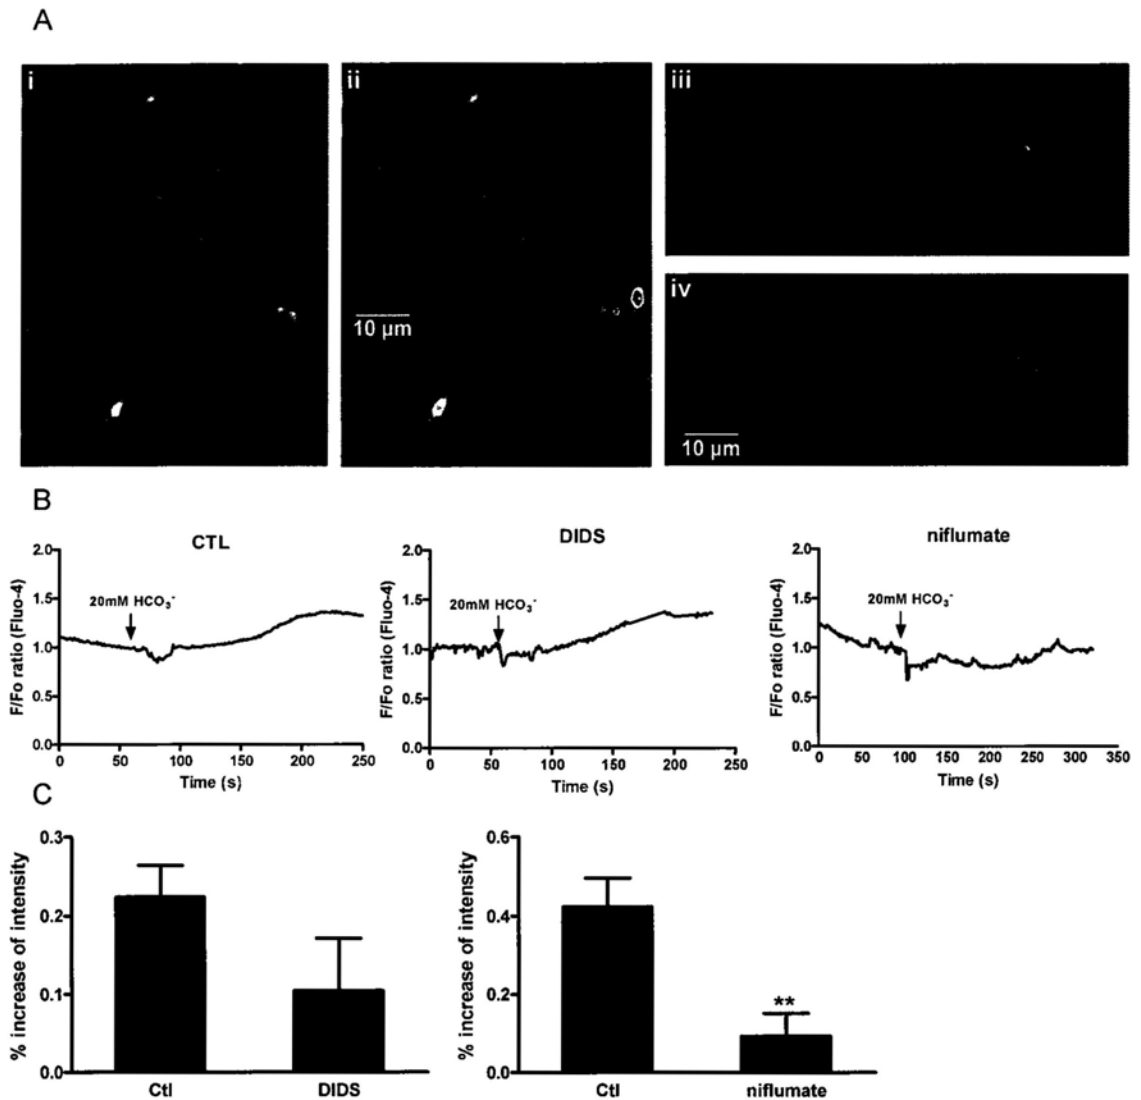 A
i
ii
iii
10 µm
iv
10 µm
B
CTL
DIDS
niflumate
F/Fo ratio (Fluo-4)
2.0
1.5
1.0
0.5
0.0
20mM HCO₃⁻
0 50 100 150 200 250
Time (s)
F/Fo ratio (Fluo-4)
2.0
1.5
1.0
0.5
0.0
20mM HCO₃⁻
0 50 100 150 200 250
Time (s)
F/Fo ratio (Fluo-4)
2.0
1.5
1.0
0.5
0.0
20mM HCO₃⁻
0 50 100 150 200 250 300 350
Time (s)
C
% increase of intensity
0.3
0.2
0.1
0.0
Ctl DIDS
% increase of intensity
0.6
0.4
0.2
0.0
**
Ctl niflumate